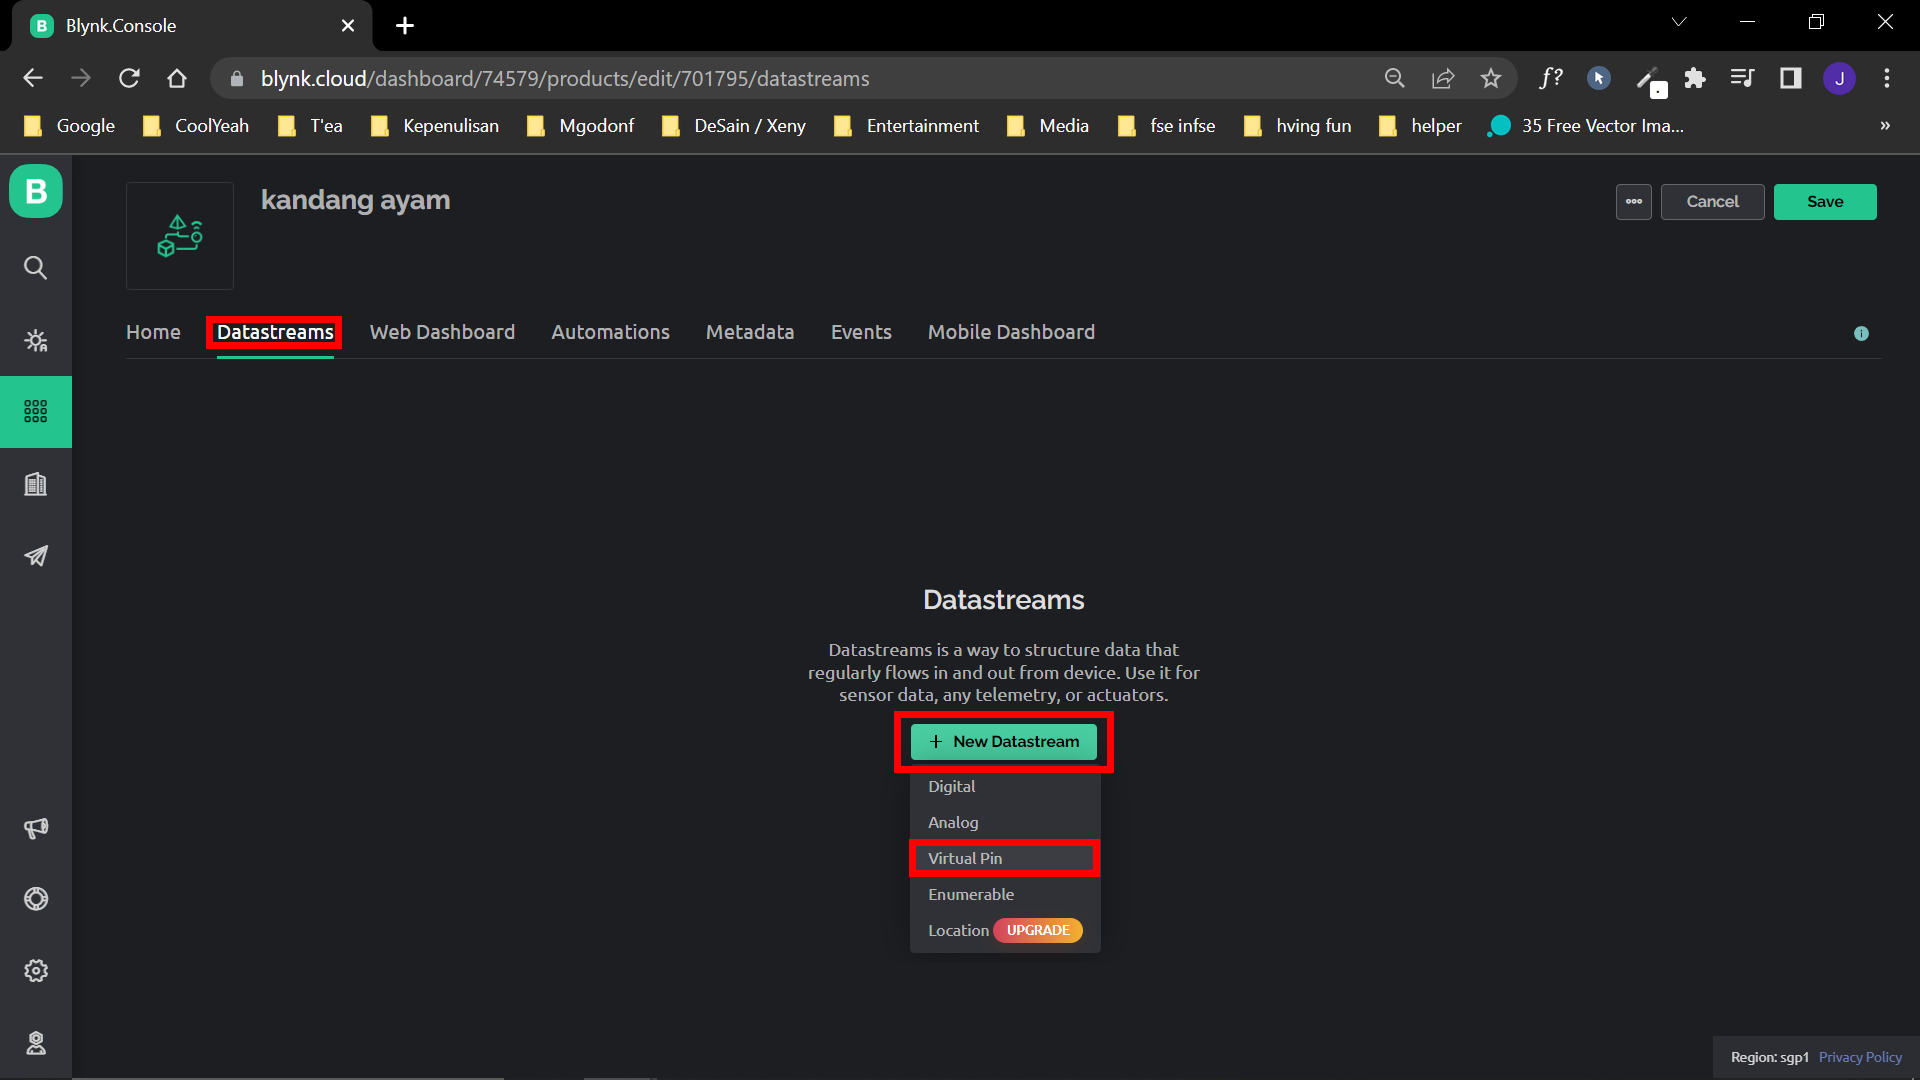 B Blynk.Console
blynk.cloud/dashboard/74579/products/edit/701795/datastreams
f? J
Google CoolYeah T'ea Kepenulisan Mgodonf DeSain / Xeny Entertainment Media fse infse hving fun helper 35 Free Vector Ima... »
B
kandang ayam
Cancel Save
Home Datastreams Web Dashboard Automations Metadata Events Mobile Dashboard
Datastreams
Datastreams is a way to structure data that
regularly flows in and out from device. Use it for
sensor data, any telemetry, or actuators.
+ New Datastream
Digital
Analog
Virtual Pin
Enumerable
Location UPGRADE
Region: sgp1 Privacy Policy